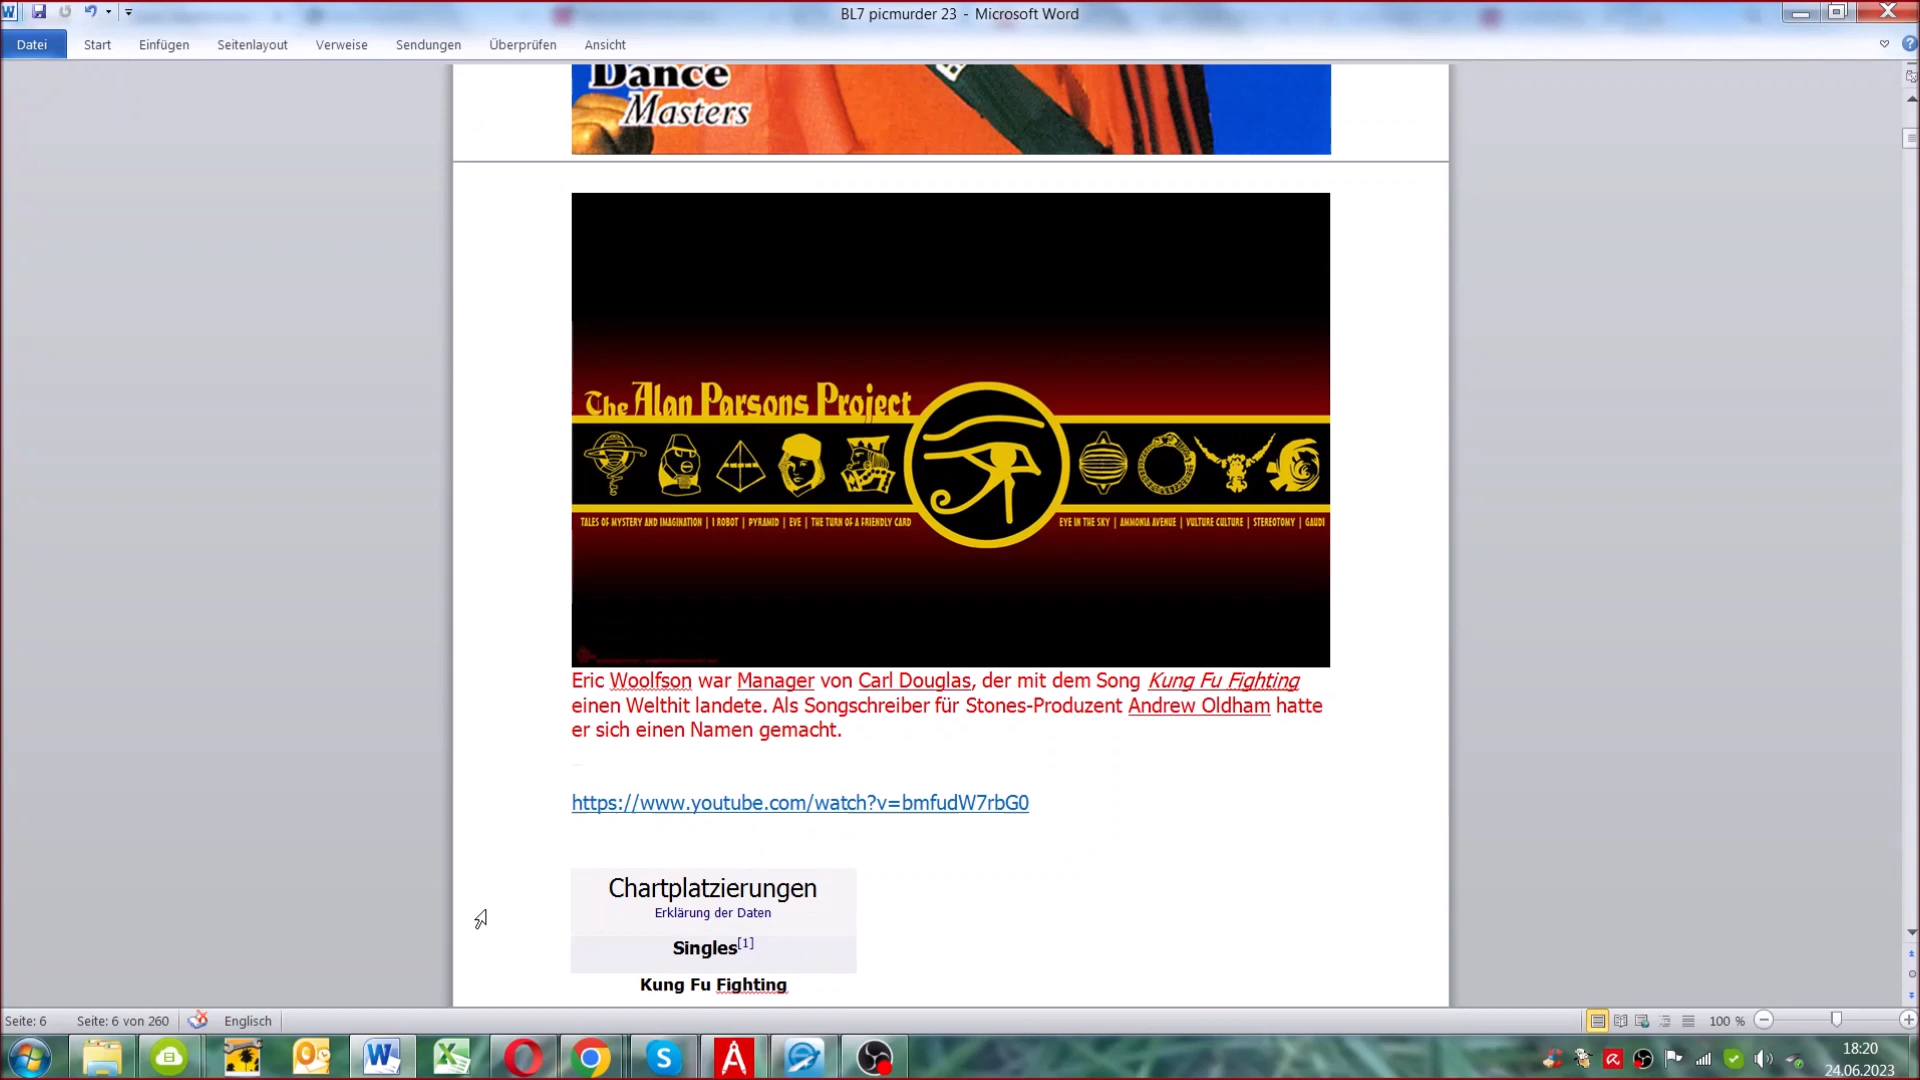 BL7 picmurder 23 - Microsoft Word
Datei Start Einfügen Seitenlayout Verweise Sendungen Überprüfen Ansicht
Dance
Masters
The Alan Parsons Project
TALES OF MYSTERY AND IMAGINATION | I ROBOT | PYRAMID | EVE | THE TURN OF A FRIENDLY CARD EYE IN THE SKY | AMMONIA AVENUE | VULTURE CULTURE | STEREOTOMY | GAUDI
Eric Woolfson war Manager von Carl Douglas, der mit dem Song Kung Fu Fighting
einen Welthit landete. Als Songschreiber für Stones-Produzent Andrew Oldham hatte
er sich einen Namen gemacht.
https://www.youtube.com/watch?v=bmfudW7rbG0
Chartplatzierungen
Erklärung der Daten
Singles[1]
Kung Fu Fighting
Seite: 6 Seite: 6 von 260 Englisch 100 %
18:20
24.06.2023